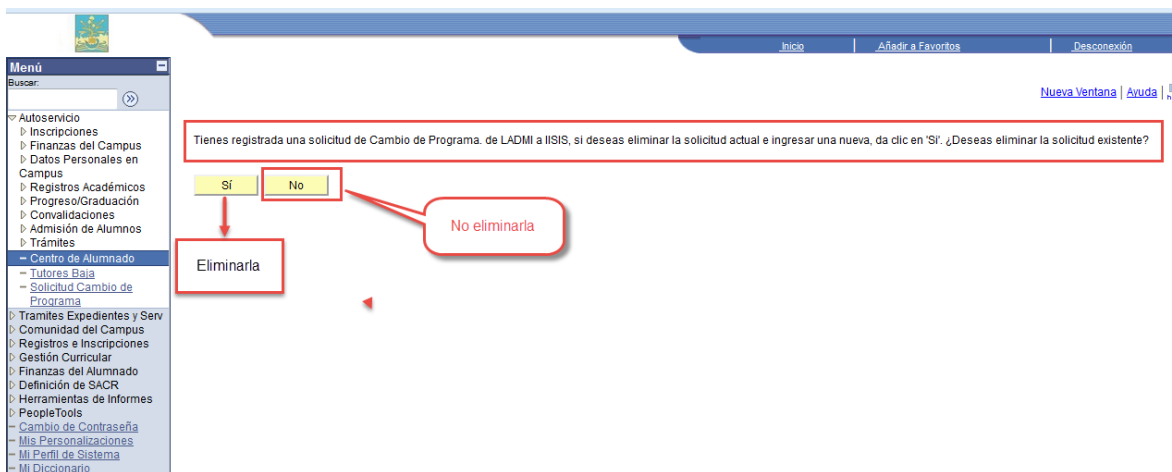 Inicio
Añadir a Favoritos
Desconexión
Menú
Buscar:
Nueva Ventana | Ayuda |
Autoservicio
Inscripciones
Finanzas del Campus
Datos Personales en
Campus
Registros Académicos
Progreso/Graduación
Convalidaciones
Admisión de Alumnos
Trámites
Centro de Alumnado
Tutores Baja
Solicitud Cambio de
Programa
Tramites Expedientes y Serv
Comunidad del Campus
Registros e Inscripciones
Gestión Curricular
Finanzas del Alumnado
Definición de SACR
Herramientas de Informes
PeopleTools
Cambio de Contraseña
Mis Personalizaciones
Mi Perfil de Sistema
Mi Diccionario
Tienes registrada una solicitud de Cambio de Programa. de LADMI a IISIS, si deseas eliminar la solicitud actual e ingresar una nueva, da clic en 'Si'. ¿Deseas eliminar la solicitud existente?
Sí
No
No eliminarla
Eliminarla